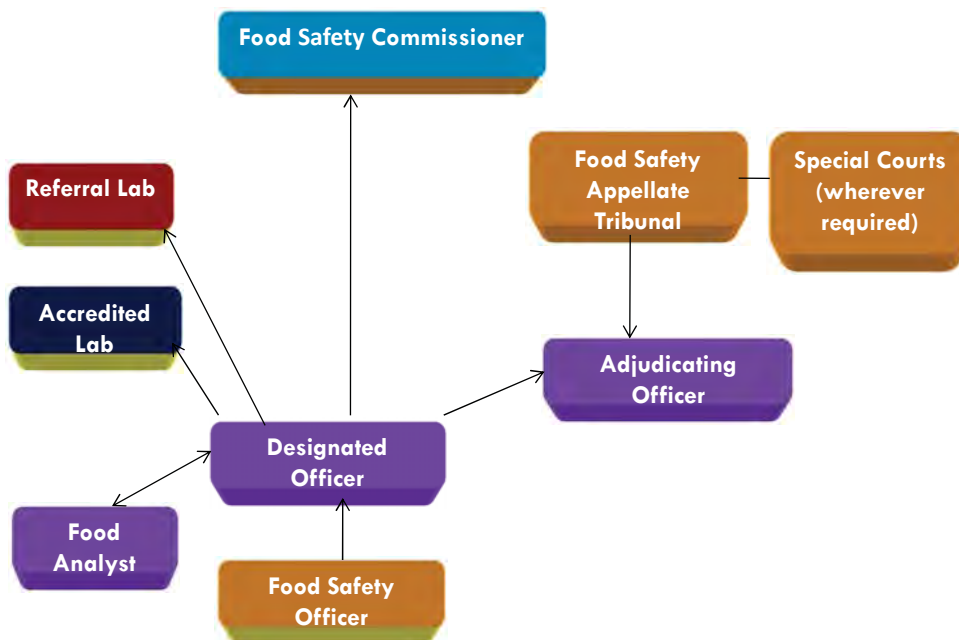 Food Safety Commissioner
Food Safety
Appellate
Tribunal
Special Courts
(wherever
required)
Referral Lab
Accredited
Lab
Adjudicating
Officer
Designated
Officer
Food
Analyst
Food Safety
Officer